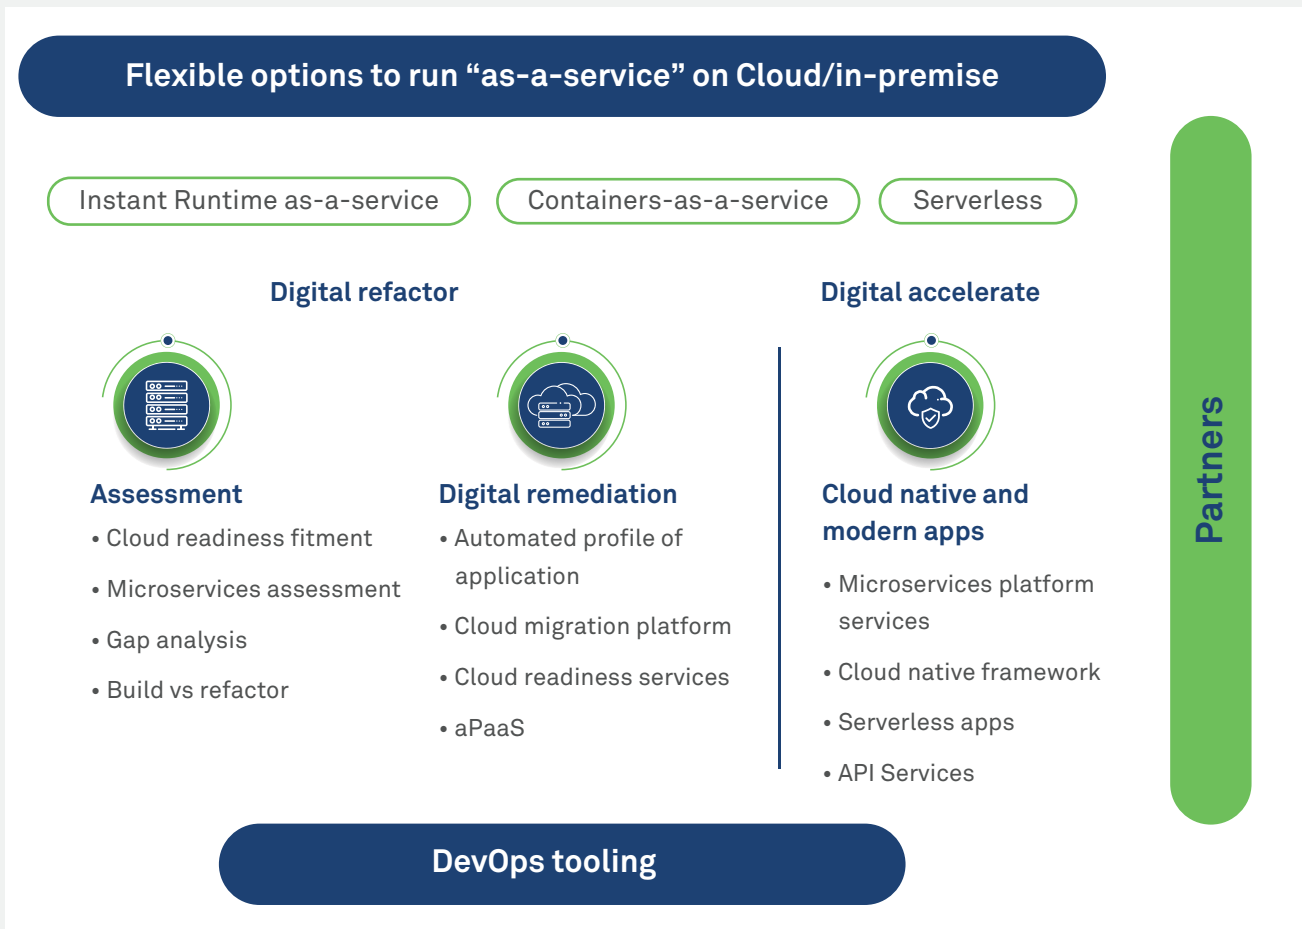 Flexible options to run “as-a-service” on Cloud/in-premise
Instant Runtime as-a-service
Containers-as-a-service
Serverless
Digital refactor
Assessment
• Cloud readiness fitment
• Microservices assessment
• Gap analysis
• Build vs refactor
Digital remediation
• Automated profile of
application
• Cloud migration platform
• Cloud readiness services
• aPaaS
Digital accelerate
Cloud native and
modern apps
• Microservices platform
services
• Cloud native framework
• Serverless apps
• API Services
DevOps tooling
Partners